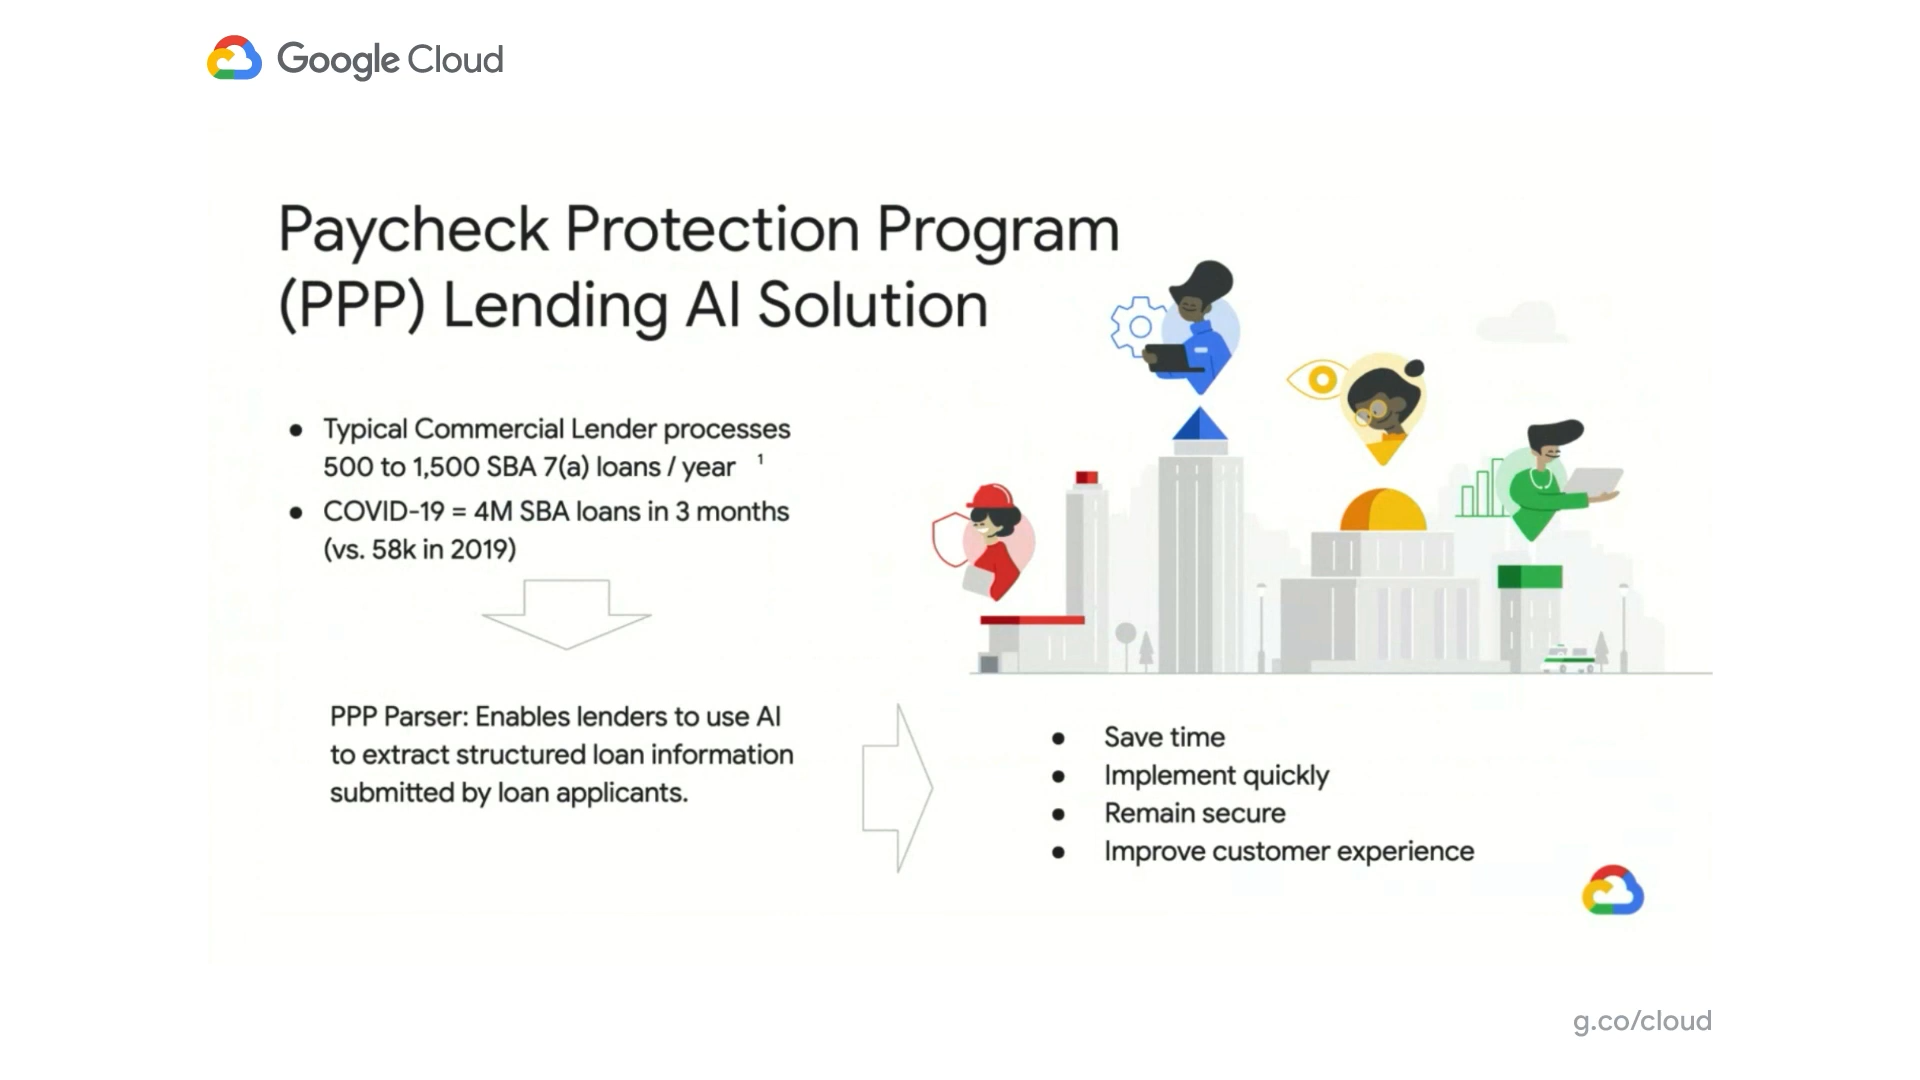 Google Cloud
Paycheck Protection Program
(PPP) Lending AI Solution
● Typical Commercial Lender processes
500 to 1,500 SBA 7(a) loans / year ¹
● COVID-19 = 4M SBA loans in 3 months
(vs. 58k in 2019)
PPP Parser: Enables lenders to use AI
to extract structured loan information
submitted by loan applicants.
● Save time
● Implement quickly
● Remain secure
● Improve customer experience
g.co/cloud